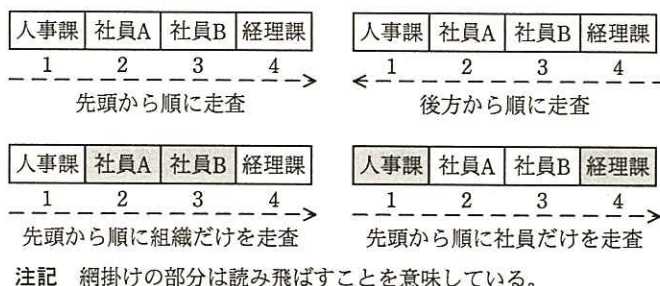 人事課 社員A 社員B 経理課
1 2 3 4
先頭から順に走査
人事課 社員A 社員B 経理課
1 2 3 4
後方から順に走査
人事課 社員A 社員B 経理課
1 2 3 4
先頭から順に組織だけを走査
人事課 社員A 社員B 経理課
1 2 3 4
先頭から順に社員だけを走査
注記 網掛けの部分は読み飛ばすことを意味している。